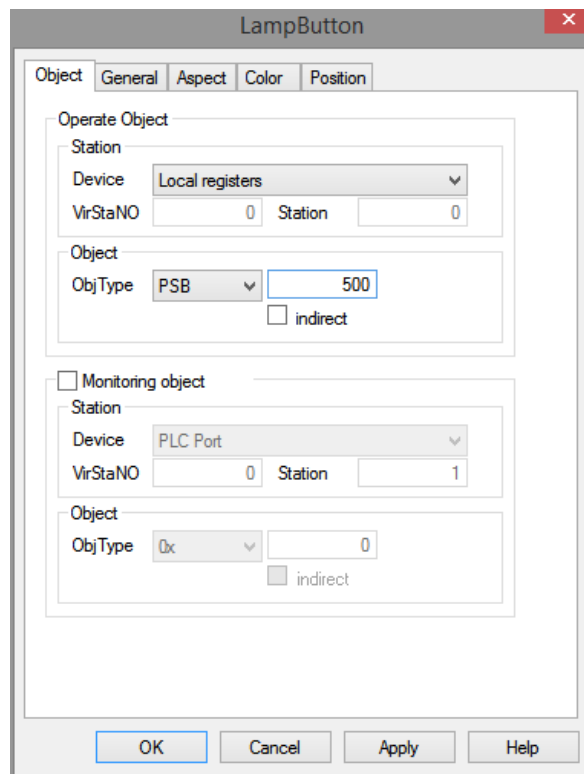 LampButton
Object General Aspect Color Position
Operate Object
Station
Device Local registers
VirStaNO 0 Station 0
Object
ObjType PSB 500
indirect
Monitoring object
Station
Device PLC Port
VirStaNO 0 Station 1
Object
ObjType 0x 0
indirect
OK Cancel Apply Help